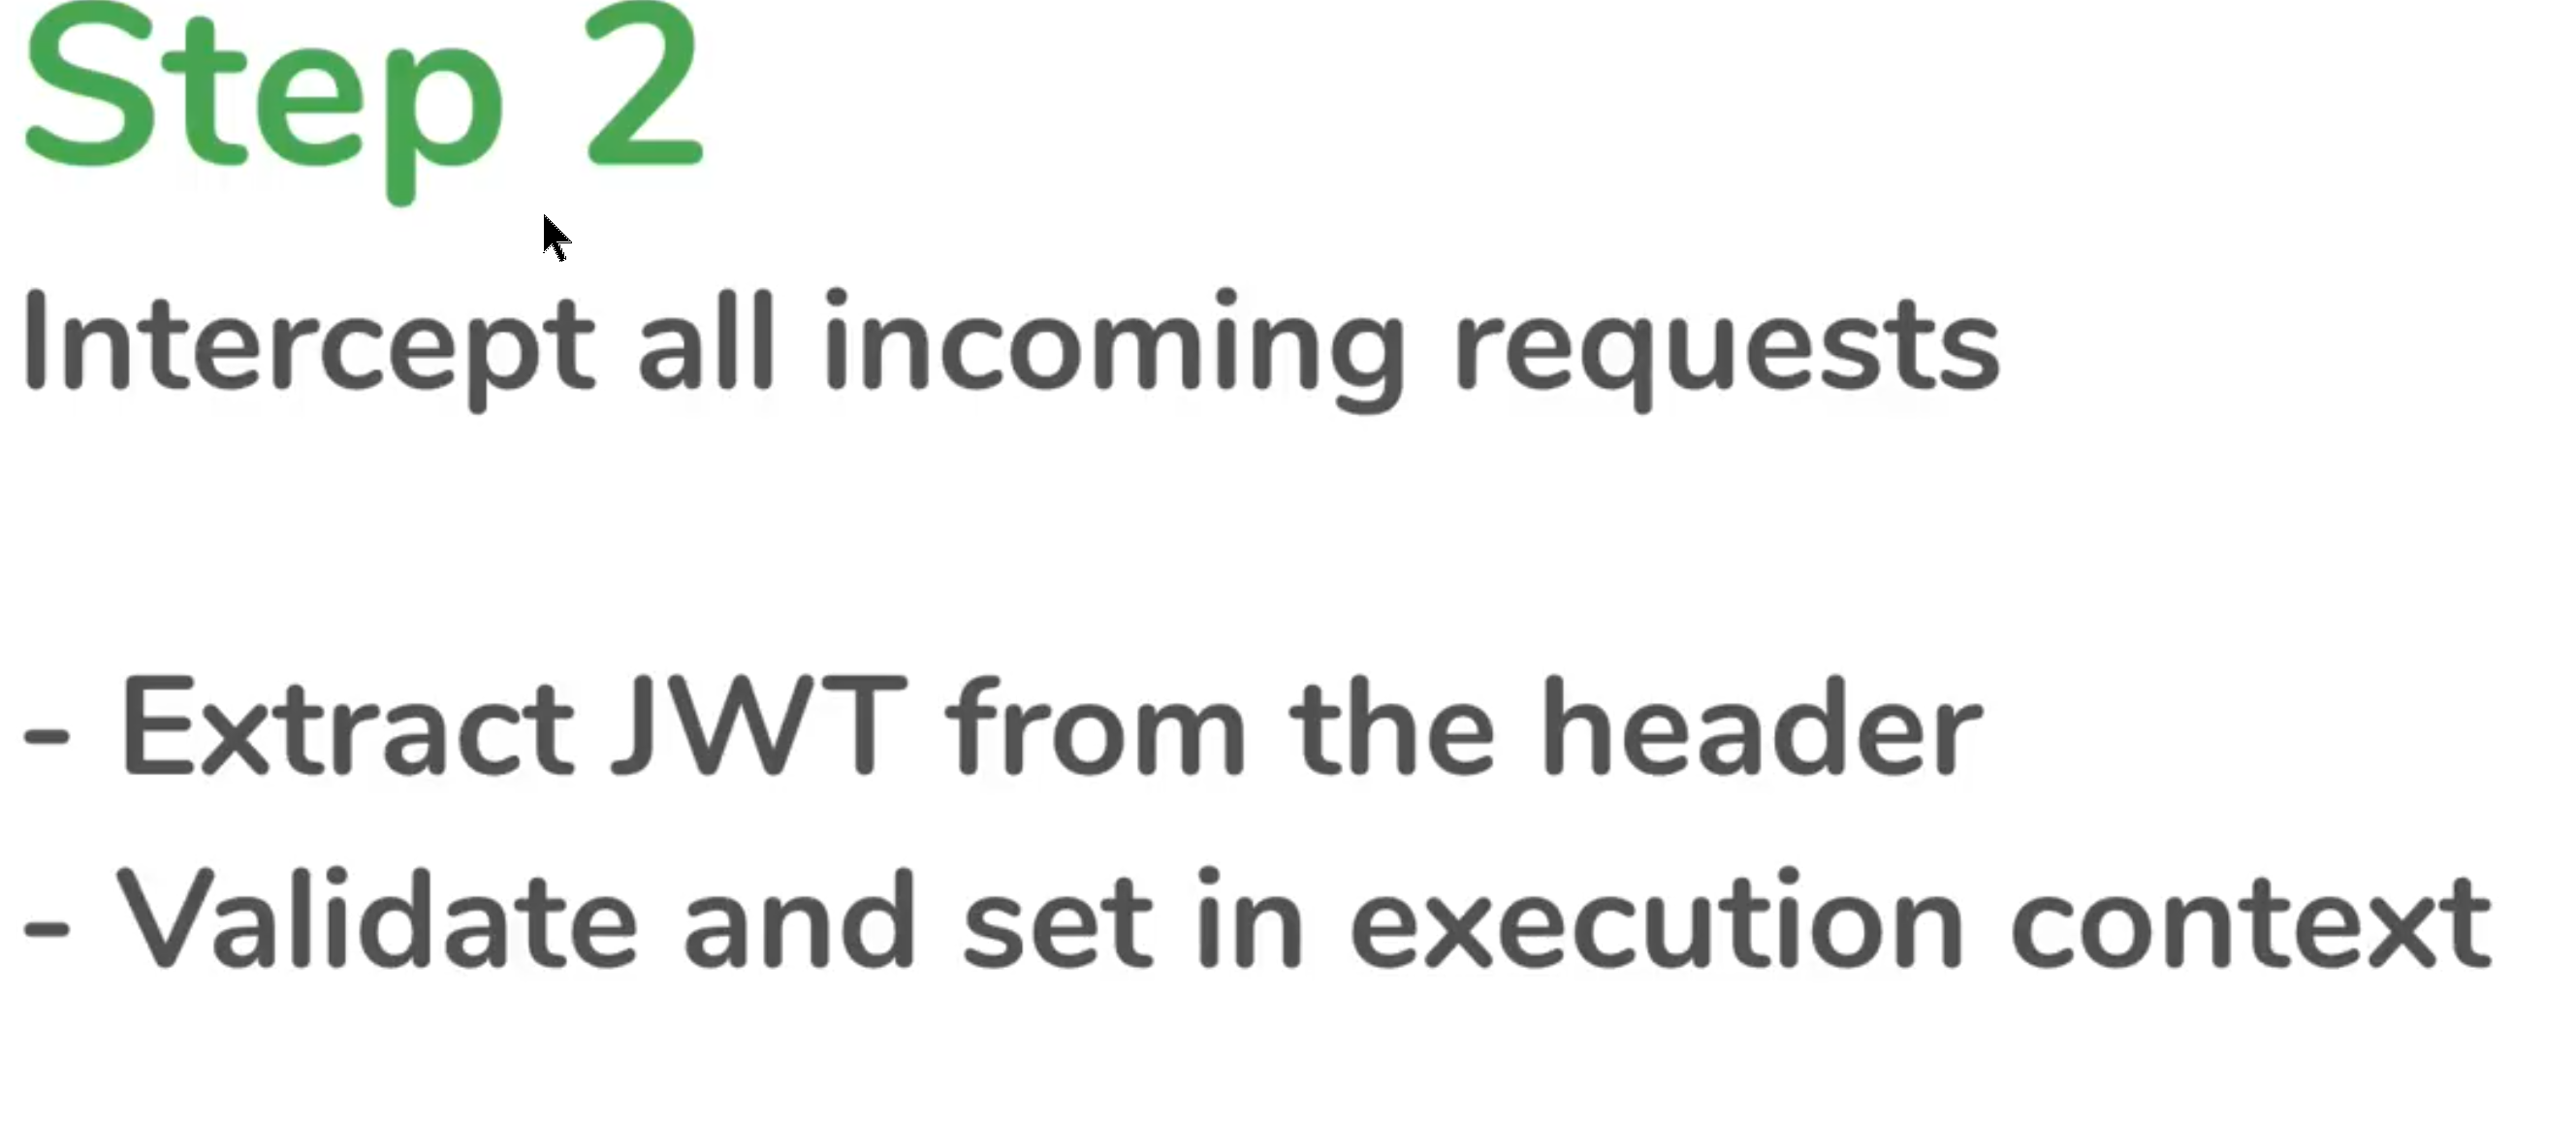 Step 2
Intercept all incoming requests
- Extract JWT from the header
- Validate and set in execution context